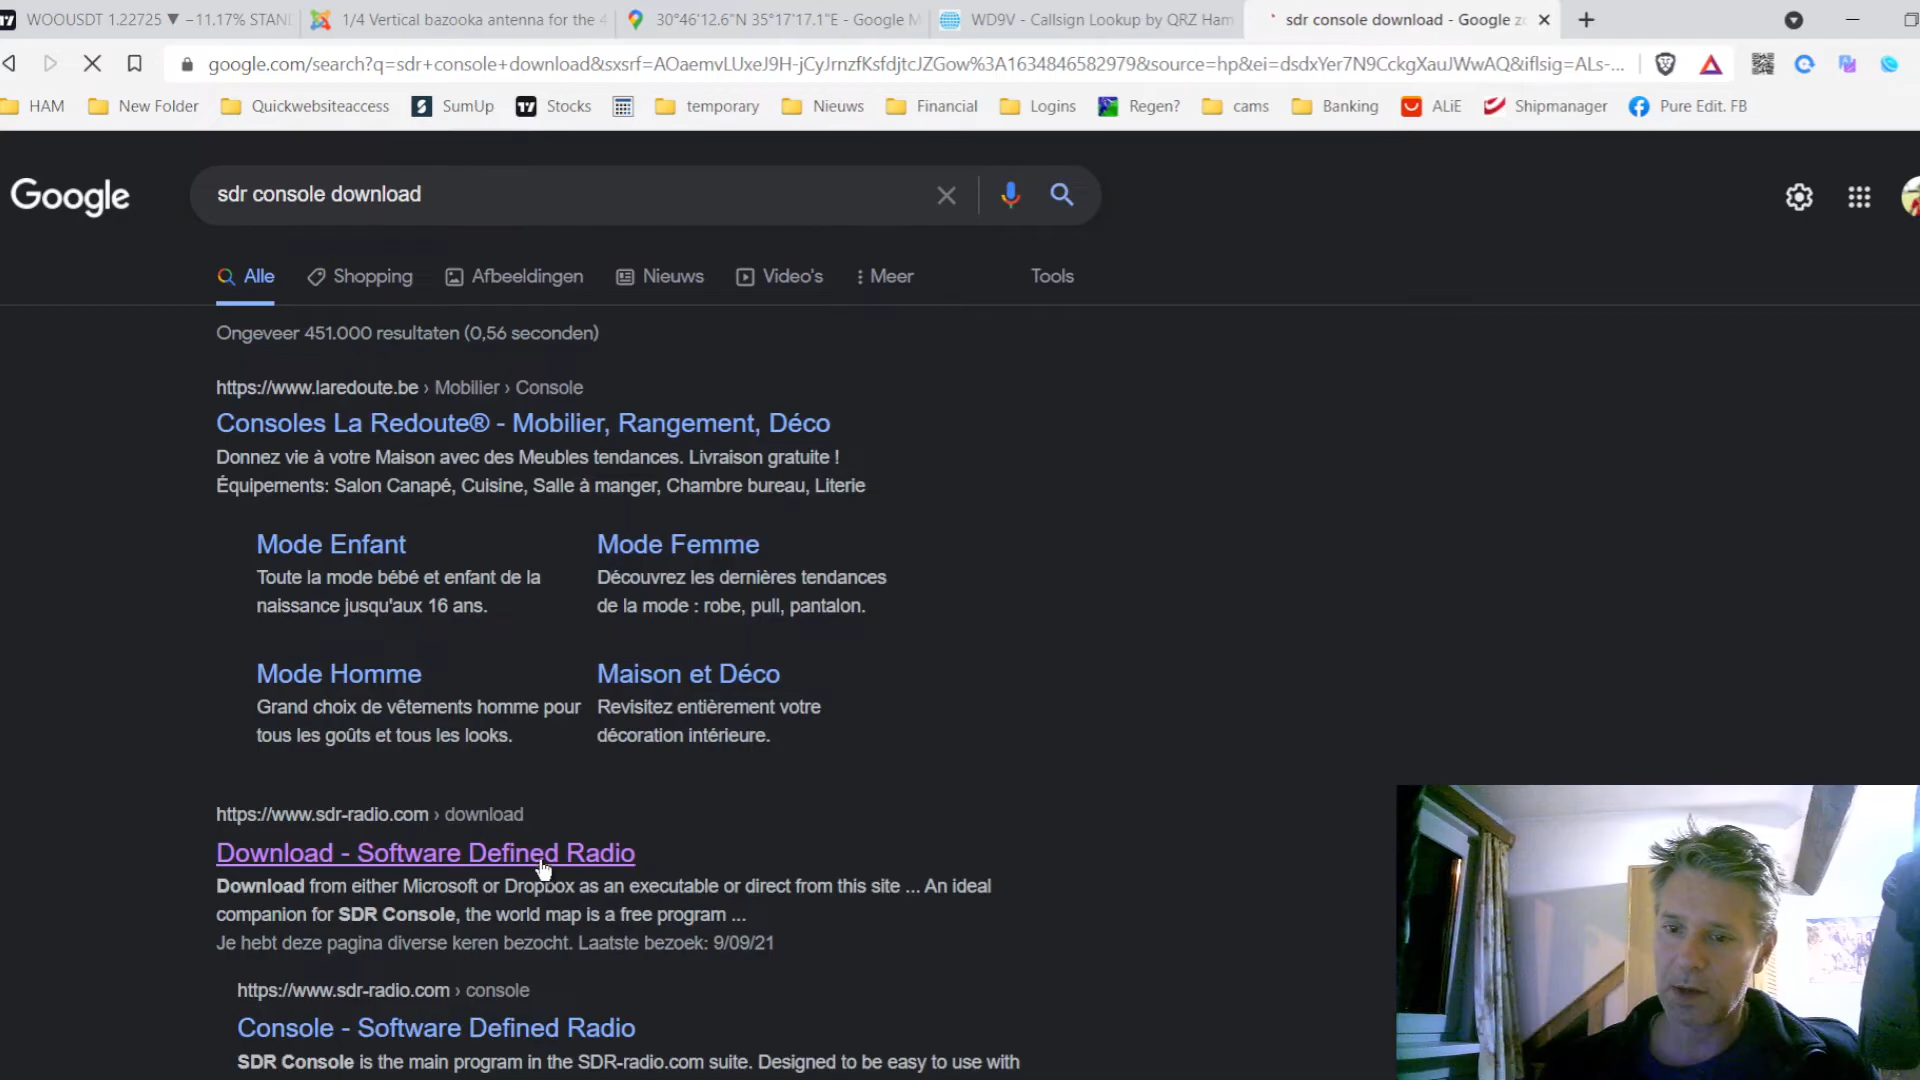 WOOUSDT 1.22725 ▼ −11.17% STAND
1/4 Vertical bazooka antenna for the 4
30°46'12.6"N 35°17'17.1"E - Google M
WD9V - Callsign Lookup by QRZ Ham
sdr console download - Google zo
google.com/search?q=sdr+console+download&sxsrf=AOaemvLUxeJ9H-jCyJrnzfKsfdjtcJZGow%3A1634846582979&source=hp&ei=dsdxYer7N9CckgXauJWwAQ&iflsig=ALs-...
HAM
New Folder
Quickwebsiteaccess
SumUp
Stocks
temporary
Nieuws
Financial
Logins
Regen?
cams
Banking
ALiE
Shipmanager
Pure Edit. FB
Google
sdr console download
Alle
Shopping
Afbeeldingen
Nieuws
Video's
Meer
Tools
Ongeveer 451.000 resultaten (0,56 seconden)
https://www.laredoute.be › Mobilier › Console
Consoles La Redoute® - Mobilier, Rangement, Déco
Donnez vie à votre Maison avec des Meubles tendances. Livraison gratuite !
Équipements: Salon Canapé, Cuisine, Salle à manger, Chambre bureau, Literie
Mode Enfant
Toute la mode bébé et enfant de la
naissance jusqu'aux 16 ans.
Mode Femme
Découvrez les dernières tendances
de la mode : robe, pull, pantalon.
Mode Homme
Grand choix de vêtements homme pour
tous les goûts et tous les looks.
Maison et Déco
Revisitez entièrement votre
décoration intérieure.
https://www.sdr-radio.com › download
Download - Software Defined Radio
Download from either Microsoft or Dropbox as an executable or direct from this site ... An ideal
companion for SDR Console, the world map is a free program ...
Je hebt deze pagina diverse keren bezocht. Laatste bezoek: 9/09/21
https://www.sdr-radio.com › console
Console - Software Defined Radio
SDR Console is the main program in the SDR-radio.com suite. Designed to be easy to use with